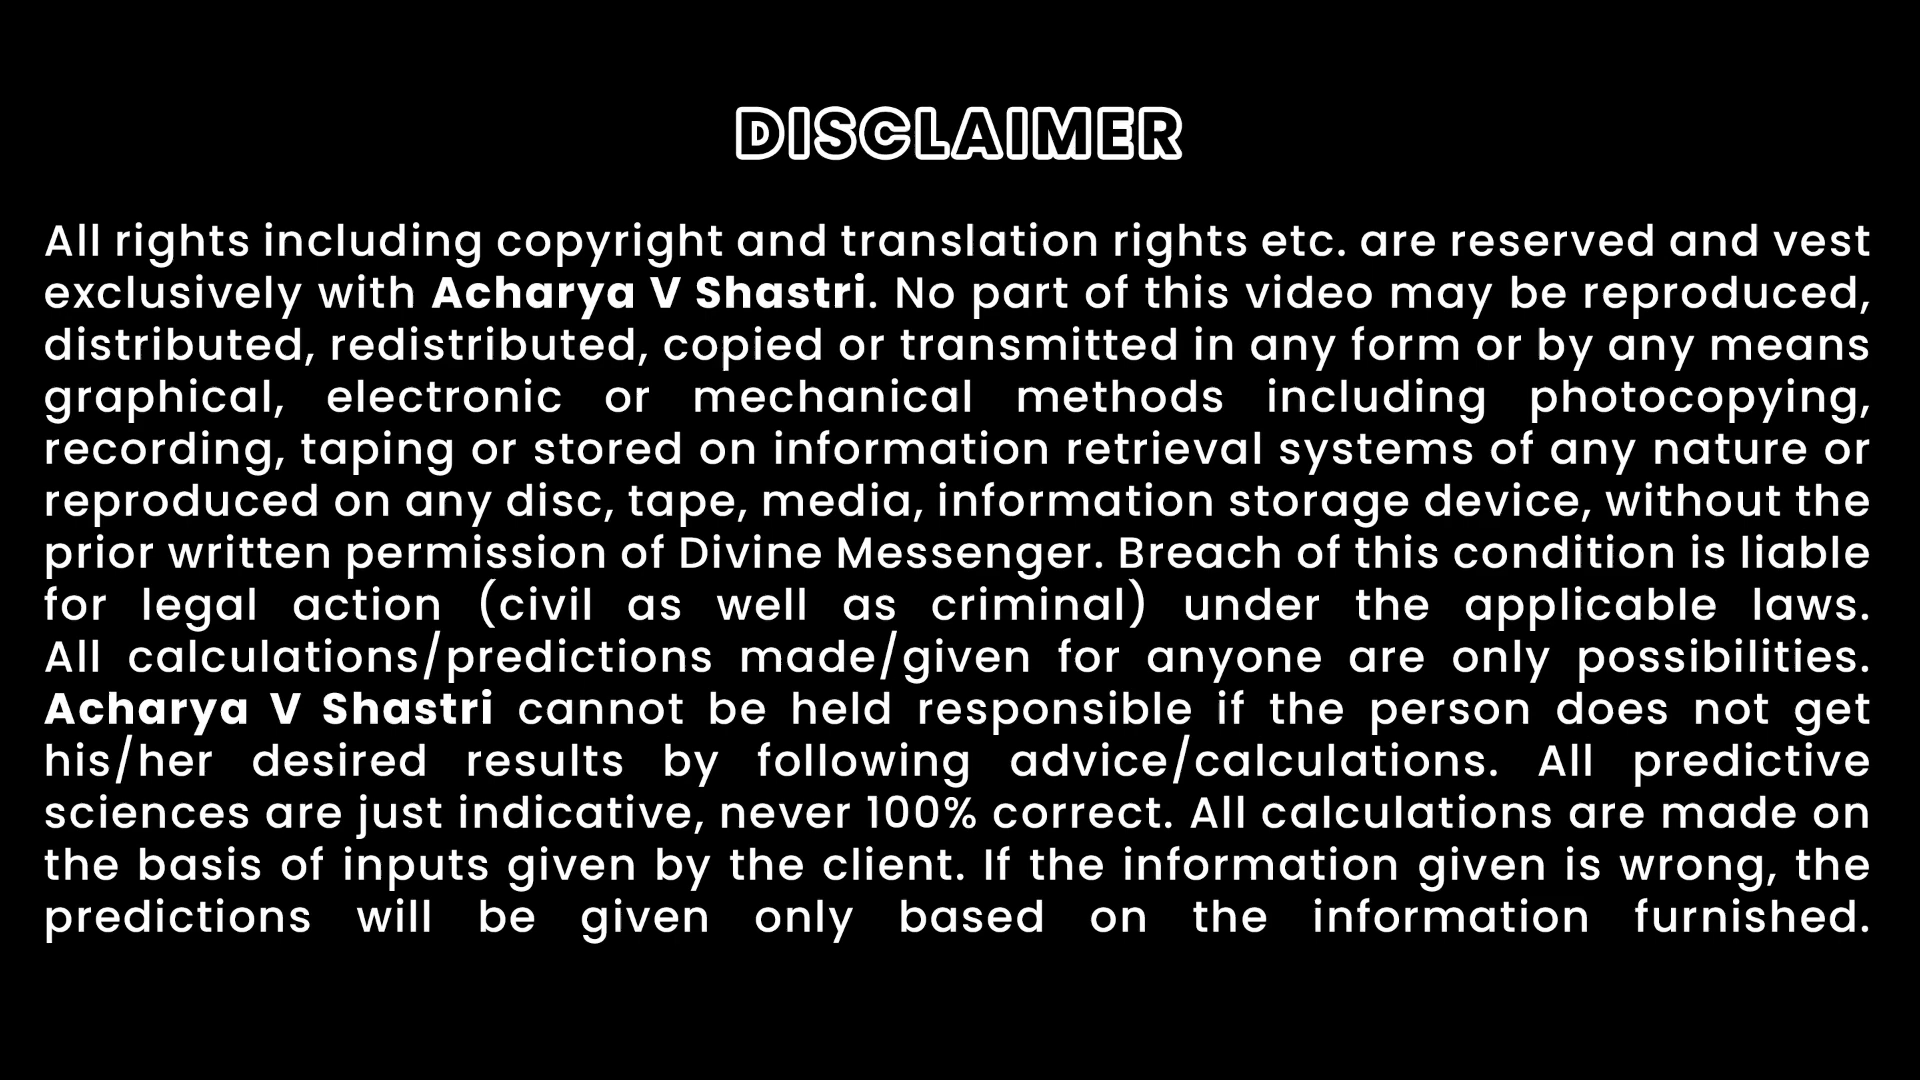 DISCLAIMER
All rights including copyright and translation rights etc. are reserved and vest
exclusively with Acharya V Shastri. No part of this video may be reproduced,
distributed, redistributed, copied or transmitted in any form or by any means
graphical, electronic or mechanical methods including photocopying,
recording, taping or stored on information retrieval systems of any nature or
reproduced on any disc, tape, media, information storage device, without the
prior written permission of Divine Messenger. Breach of this condition is liable
for legal action (civil as well as criminal) under the applicable laws.
All calculations/predictions made/given for anyone are only possibilities.
Acharya V Shastri cannot be held responsible if the person does not get
his/her desired results by following advice/calculations. All predictive
sciences are just indicative, never 100% correct. All calculations are made on
the basis of inputs given by the client. If the information given is wrong, the
predictions will be given only based on the information furnished.